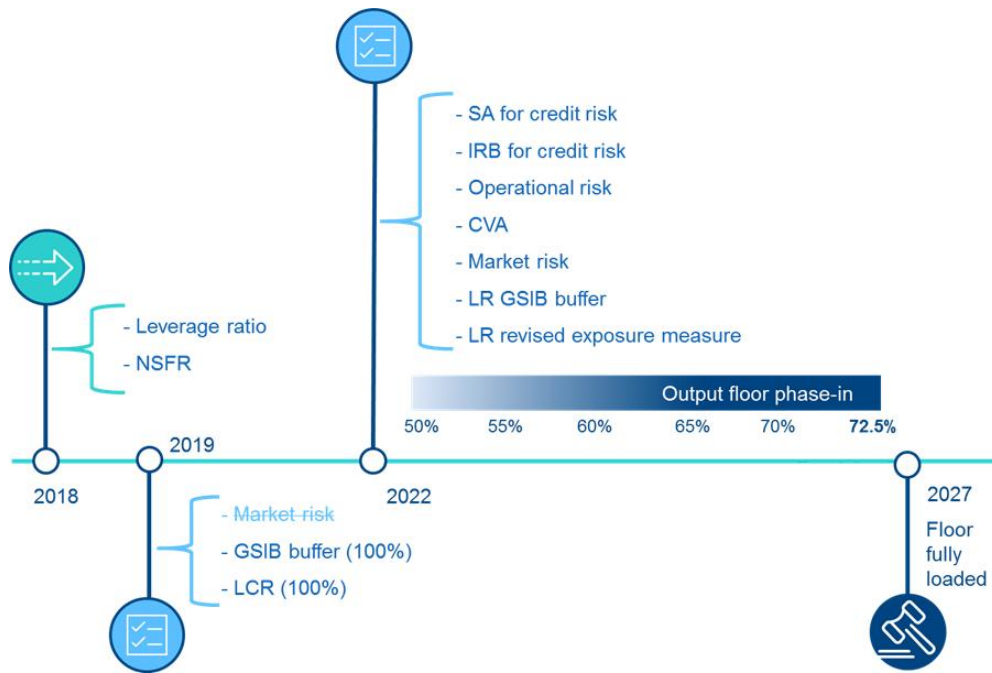 - SA for credit risk
- IRB for credit risk
- Operational risk
- CVA
- Market risk
- LR GSIB buffer
- LR revised exposure measure
- Leverage ratio
- NSFR
Output floor phase-in
50% 55% 60% 65% 70% 72.5%
2019
2018
2022
2027
Floor
fully
loaded
- Market risk
- GSIB buffer (100%)
- LCR (100%)